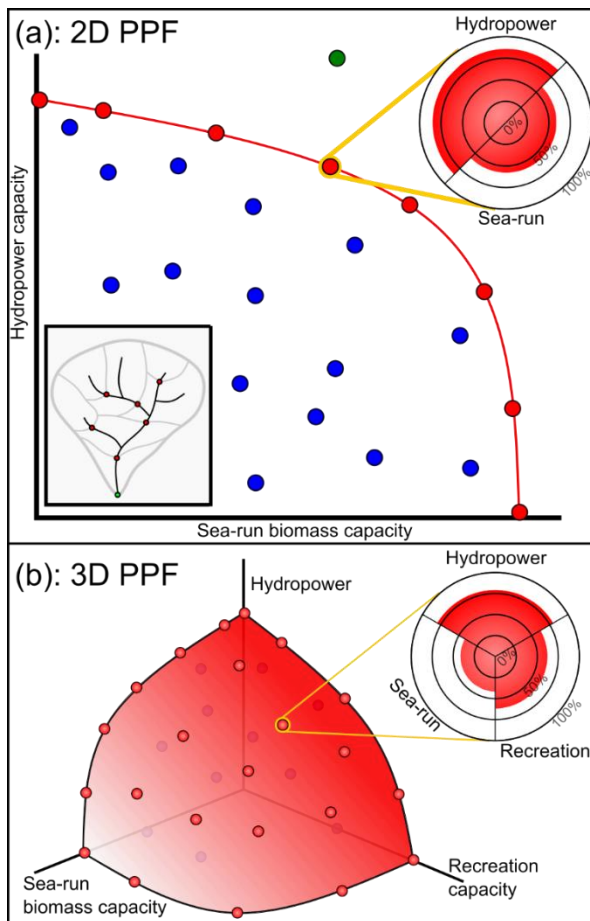 (a): 2D PPF
Hydropower
0%
50%
100%
Sea-run
Hydropower capacity
Sea-run biomass capacity
(b): 3D PPF
Hydropower
Hydropower
0%
50%
100%
Sea-run
Recreation
Sea-run
biomass capacity
Recreation
capacity